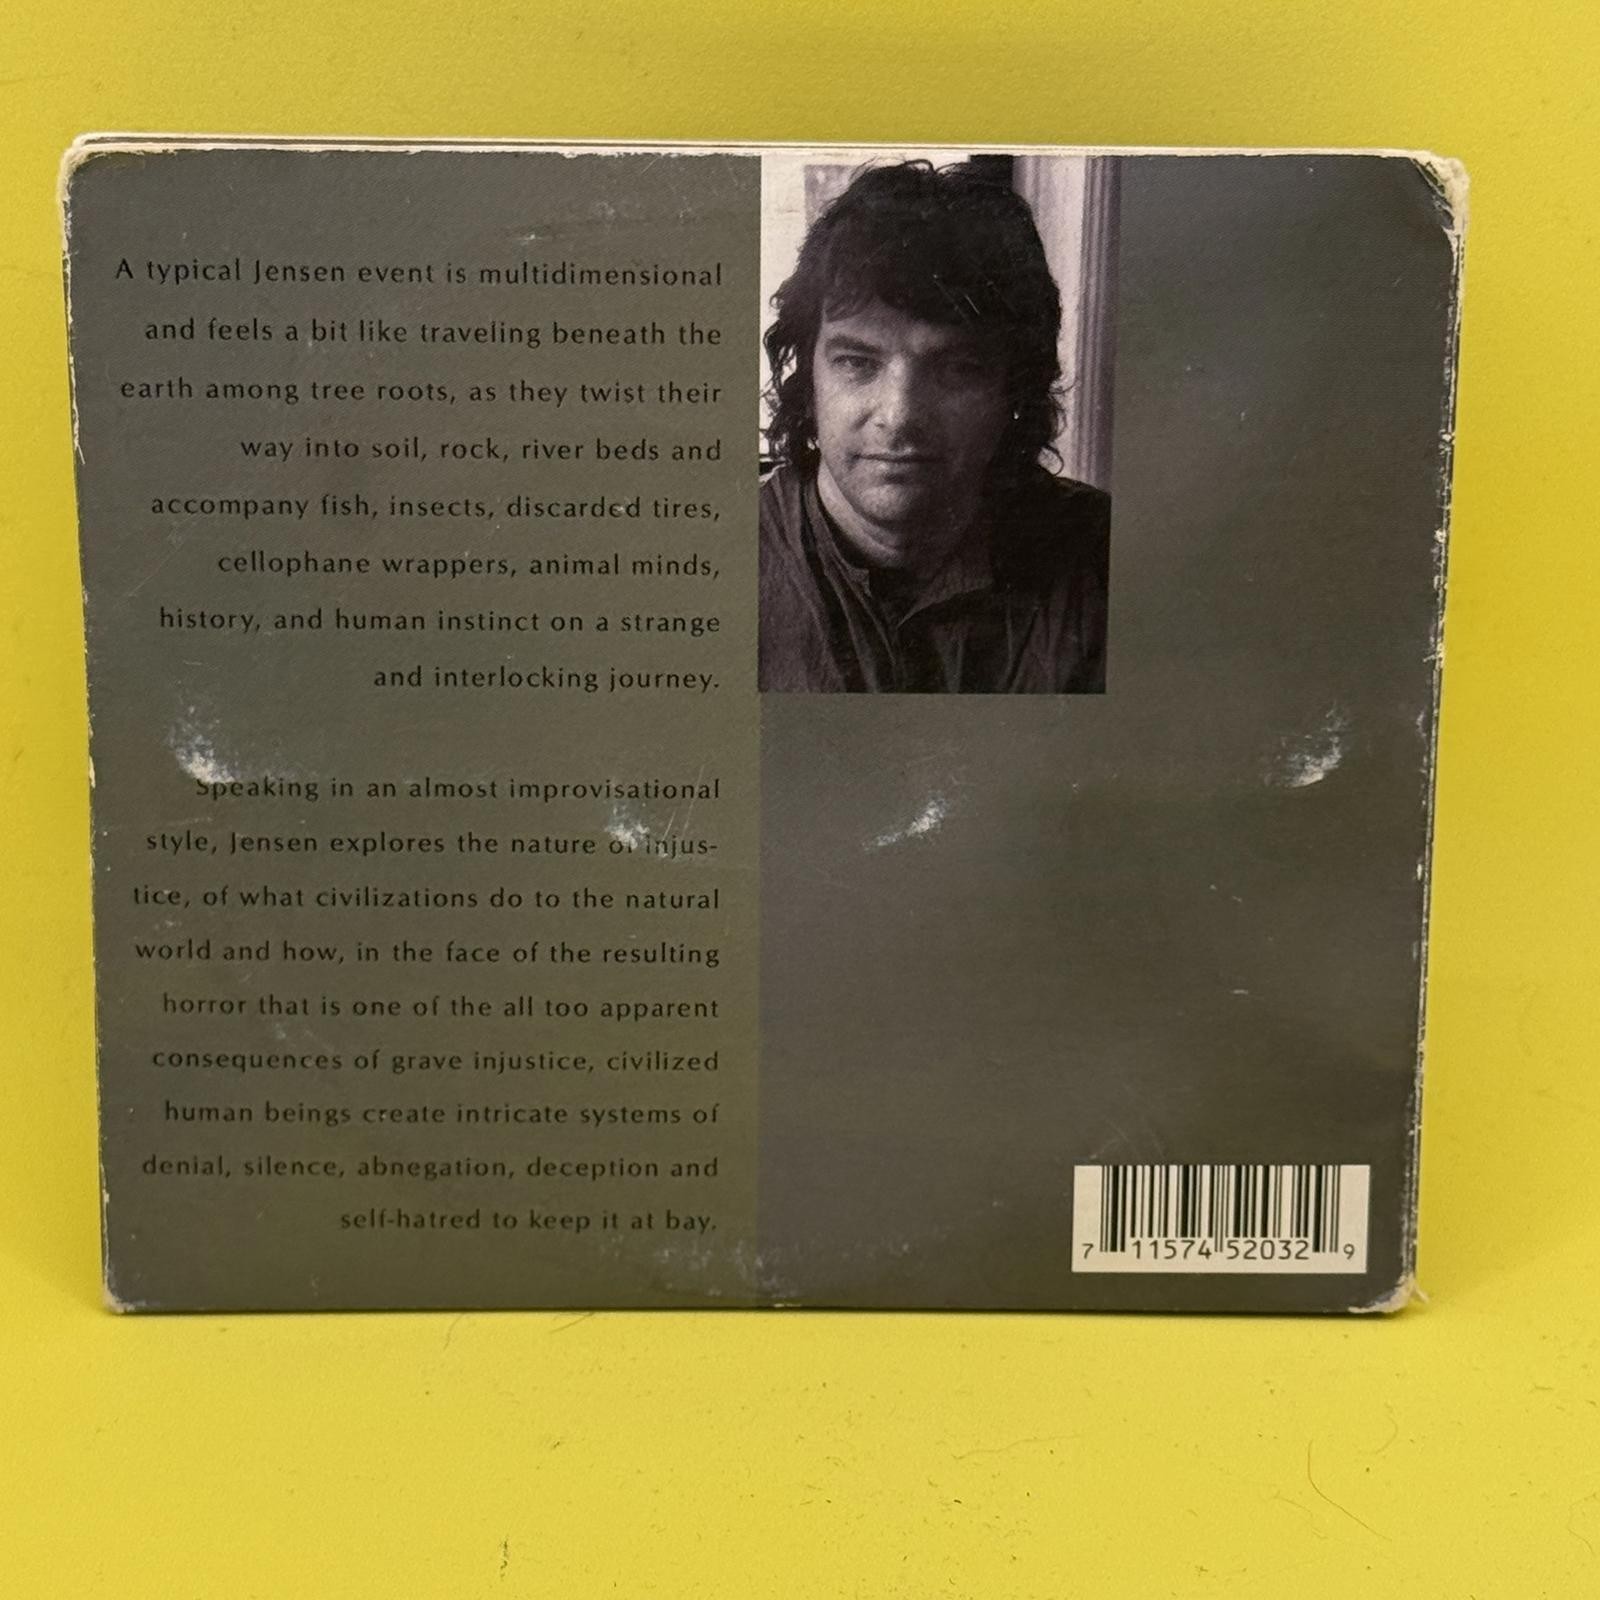 A typical Jensen event is multidimensional
and feels a bit like traveling beneath the
earth among tree roots, as they twist their
way into soil, rock, river beds and
accompany fish, insects, discarded tires,
cellophane wrappers, animal minds,
history, and human instinct on a strange
and interlocking journey.
Speaking in an almost improvisational
style, Jensen explores the nature of injus-
tice, of what civilizations do to the natural
world and how, in the face of the resulting
horror that is one of the all too apparent
consequences of grave injustice, civilized
human beings create intricate systems of
denial, silence, abnegation, deception and
self-hatred to keep it at bay.
7 11574 52032 9